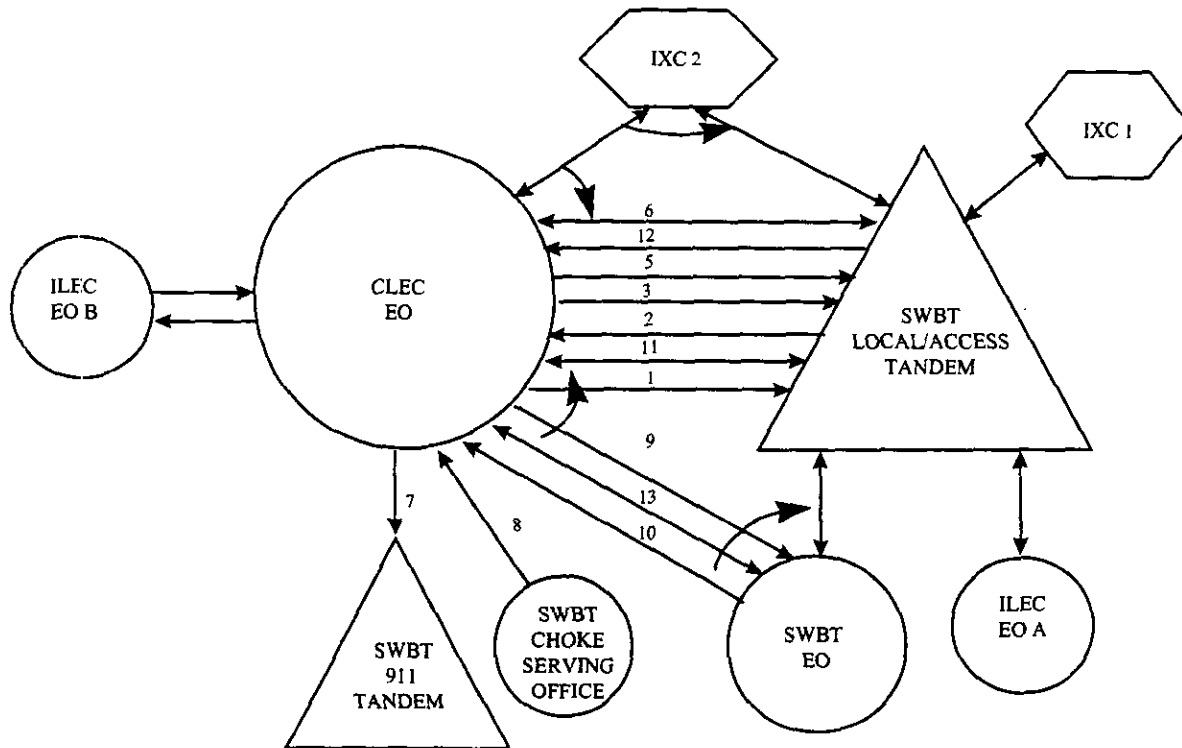 IXC 2
IXC 1
6
12
5
3
2
11
1
ILEC
EO B
CLEC
EO
SWBT
LOCAL/ACCESS
TANDEM
9
13
10
7
8
SWBT
911
TANDEM
SWBT
CHOKE
SERVING
OFFICE
SWBT
EO
ILEC
EO A